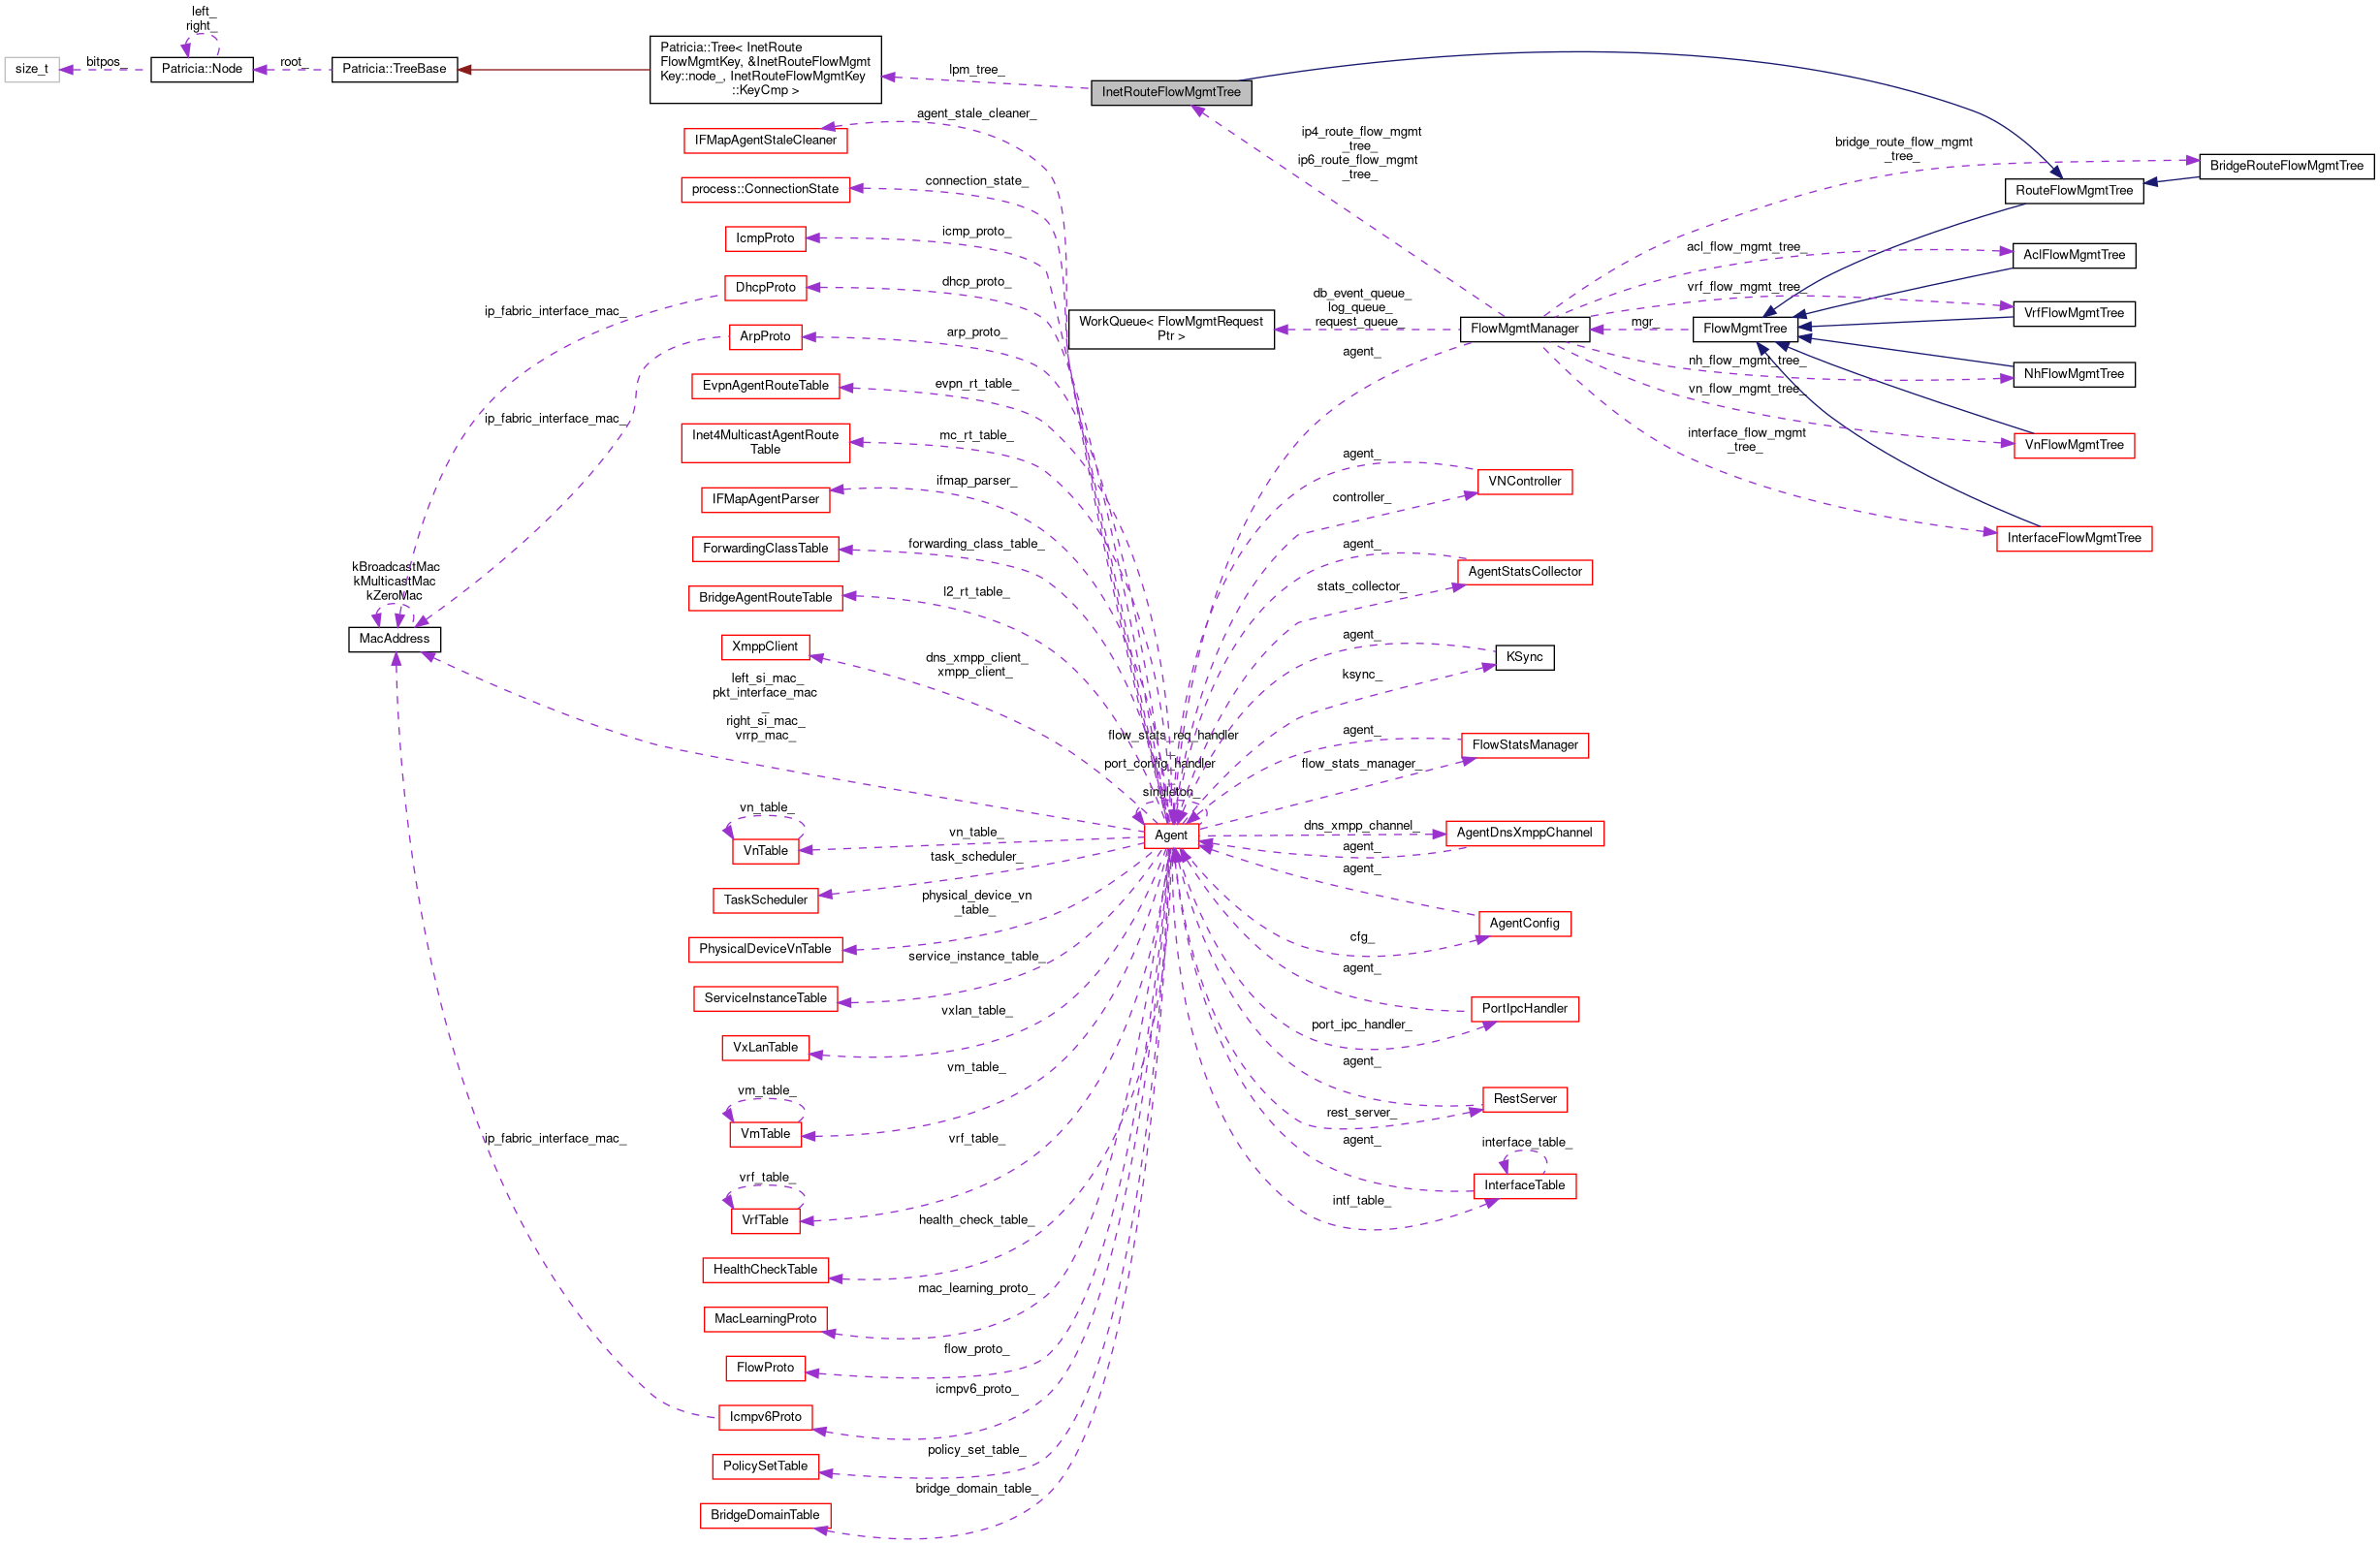 left_
right_
size_t
bitpos_
Patricia::Node
root_
Patricia::TreeBase
Patricia::Tree< InetRoute
FlowMgmtKey, &InetRouteFlowMgmt
Key::node_, InetRouteFlowMgmtKey
::KeyCmp >
lpm_tree_
InetRouteFlowMgmtTree
agent_stale_cleaner_
IFMapAgentStaleCleaner
ip4_route_flow_mgmt
_tree_
ip6_route_flow_mgmt
_tree_
bridge_route_flow_mgmt
_tree_
BridgeRouteFlowMgmtTree
RouteFlowMgmtTree
connection_state_
process::ConnectionState
icmp_proto_
IcmpProto
acl_flow_mgmt_tree_
AclFlowMgmtTree
dhcp_proto_
DhcpProto
vrf_flow_mgmt_tree_
VrfFlowMgmtTree
ip_fabric_interface_mac_
db_event_queue_
log_queue_
request_queue_
WorkQueue< FlowMgmtRequest
Ptr >
FlowMgmtManager
mgr_
FlowMgmtTree
arp_proto_
ArpProto
agent_
nh_flow_mgmt_tree_
NhFlowMgmtTree
evpn_rt_table_
EvpnAgentRouteTable
vn_flow_mgmt_tree_
VnFlowMgmtTree
ip_fabric_interface_mac_
mc_rt_table_
Inet4MulticastAgentRoute
Table
interface_flow_mgmt
_tree_
InterfaceFlowMgmtTree
agent_
VNController
controller_
ifmap_parser_
IFMapAgentParser
forwarding_class_table_
ForwardingClassTable
agent_
AgentStatsCollector
stats_collector_
kBroadcastMac
kMulticastMac
kZeroMac
MacAddress
l2_rt_table_
BridgeAgentRouteTable
agent_
KSync
ksync_
dns_xmpp_client_
xmpp_client_
XmppClient
left_si_mac_
pkt_interface_mac
_
right_si_mac_
vrrp_mac_
agent_
FlowStatsManager
flow_stats_manager_
flow_stats_req_handler
_
port_config_handler
_
singleton_
Agent
vn_table_
VnTable
vn_table_
dns_xmpp_channel_
AgentDnsXmppChannel
agent_
task_scheduler_
TaskScheduler
agent_
AgentConfig
cfg_
physical_device_vn
_table_
PhysicalDeviceVnTable
service_instance_table_
ServiceInstanceTable
agent_
PortIpcHandler
port_ipc_handler_
vxlan_table_
VxLanTable
agent_
RestServer
rest_server_
vm_table_
vm_table_
VmTable
ip_fabric_interface_mac_
agent_
interface_table_
InterfaceTable
intf_table_
vrf_table_
vrf_table_
VrfTable
health_check_table_
HealthCheckTable
mac_learning_proto_
MacLearningProto
flow_proto_
FlowProto
icmpv6_proto_
Icmpv6Proto
policy_set_table_
PolicySetTable
bridge_domain_table_
BridgeDomainTable